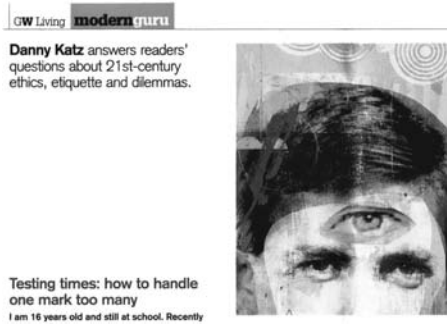 GW Living modernguru
Danny Katz answers readers'
questions about 21st-century
ethics, etiquette and dilemmas.
Testing times: how to handle
one mark too many
I am 16 years old and still at school. Recently